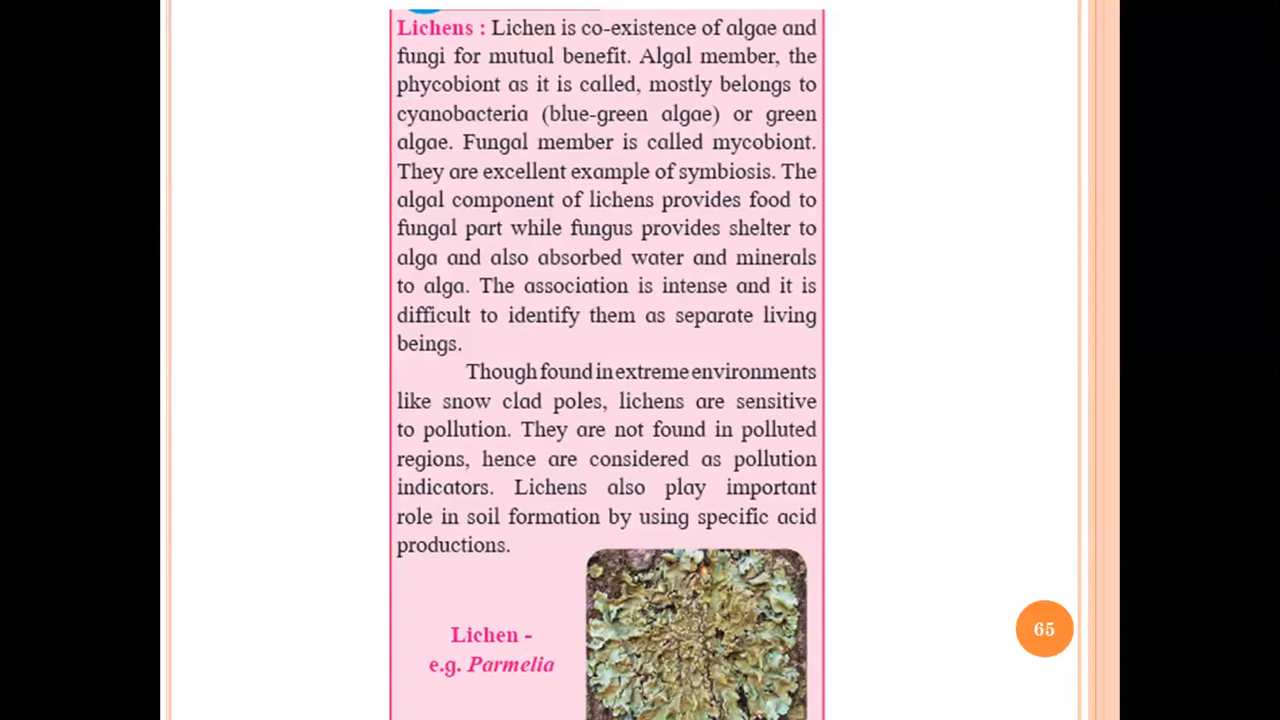 Lichens : Lichen is co-existence of algae and
fungi for mutual benefit. Algal member, the
phycobiont as it is called, mostly belongs to
cyanobacteria (blue-green algae) or green
algae. Fungal member is called mycobiont.
They are excellent example of symbiosis. The
algal component of lichens provides food to
fungal part while fungus provides shelter to
alga and also absorbed water and minerals
to alga. The association is intense and it is
difficult to identify them as separate living
beings.
Though found in extreme environments
like snow clad poles, lichens are sensitive
to pollution. They are not found in polluted
regions, hence are considered as pollution
indicators. Lichens also play important
role in soil formation by using specific acid
productions.
Lichen -
e.g. Parmelia
65